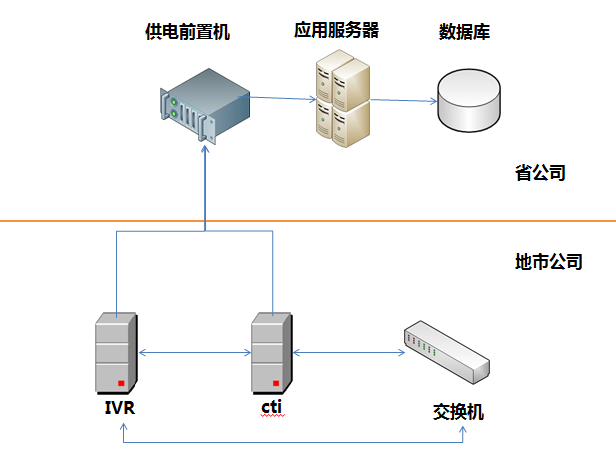 供电前置机
应用服务器
数据库
省公司
地市公司
IVR
cti
交换机